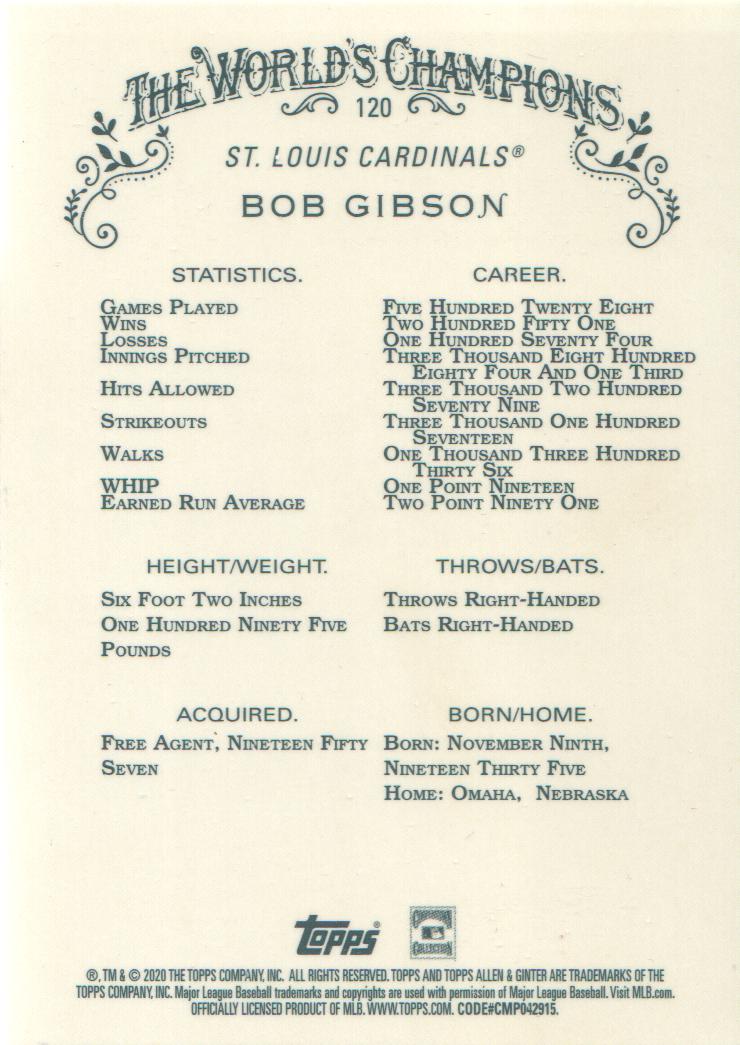 THE WORLD'S CHAMPIONS
120
ST. LOUIS CARDINALS®
BOB GIBSON
STATISTICS. CAREER.
GAMES PLAYED FIVE HUNDRED TWENTY EIGHT
WINS TWO HUNDRED FIFTY ONE
LOSSES ONE HUNDRED SEVENTY FOUR
INNINGS PITCHED THREE THOUSAND EIGHT HUNDRED
EIGHTY FOUR AND ONE THIRD
HITS ALLOWED THREE THOUSAND TWO HUNDRED
SEVENTY NINE
STRIKEOUTS THREE THOUSAND ONE HUNDRED
SEVENTEEN
WALKS ONE THOUSAND THREE HUNDRED
THIRTY SIX
WHIP ONE POINT NINETEEN
EARNED RUN AVERAGE TWO POINT NINETY ONE
HEIGHT/WEIGHT. THROWS/BATS.
SIX FOOT TWO INCHES THROWS RIGHT-HANDED
ONE HUNDRED NINETY FIVE BATS RIGHT-HANDED
POUNDS
ACQUIRED. BORN/HOME.
FREE AGENT, NINETEEN FIFTY BORN: NOVEMBER NINTH,
SEVEN NINETEEN THIRTY FIVE
HOME: OMAHA, NEBRASKA
Topps® COOPERSTOWN COLLECTION
®, TM & © 2020 THE TOPPS COMPANY, INC. ALL RIGHTS RESERVED. TOPPS AND TOPPS ALLEN & GINTER ARE TRADEMARKS OF THE
TOPPS COMPANY, INC. Major League Baseball trademarks and copyrights are used with permission of Major League Baseball. Visit MLB.com.
OFFICIALLY LICENSED PRODUCT OF MLB. WWW.TOPPS.COM. CODE#CMP042915.